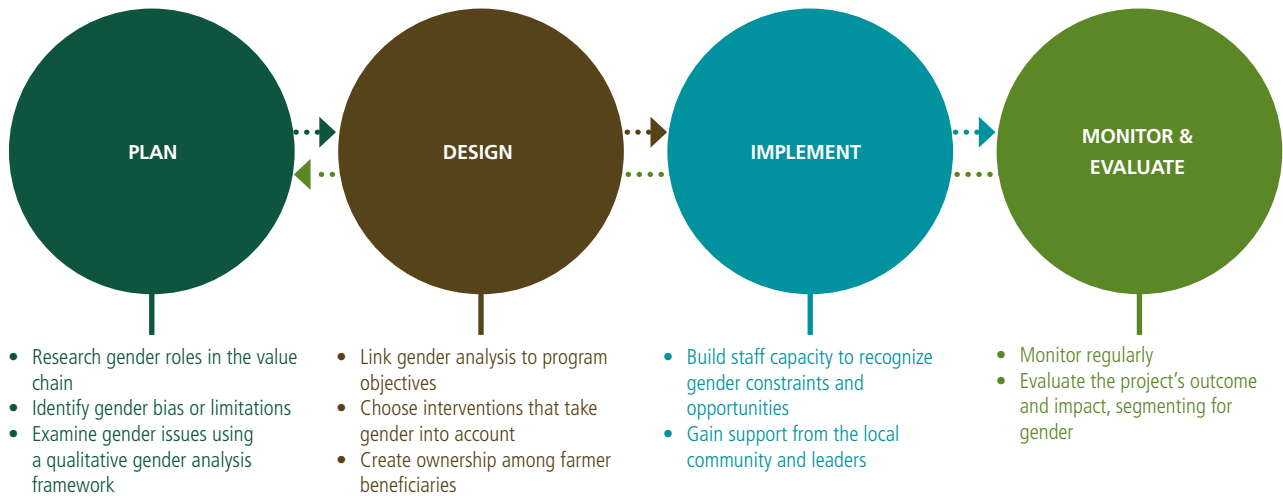 PLAN
DESIGN
IMPLEMENT
MONITOR &
EVALUATE
• Research gender roles in the value
chain
• Identify gender bias or limitations
• Examine gender issues using
a qualitative gender analysis
framework
• Link gender analysis to program
objectives
• Choose interventions that take
gender into account
• Create ownership among farmer
beneficiaries
• Build staff capacity to recognize
gender constraints and
opportunities
• Gain support from the local
community and leaders
• Monitor regularly
• Evaluate the project’s outcome
and impact, segmenting for
gender